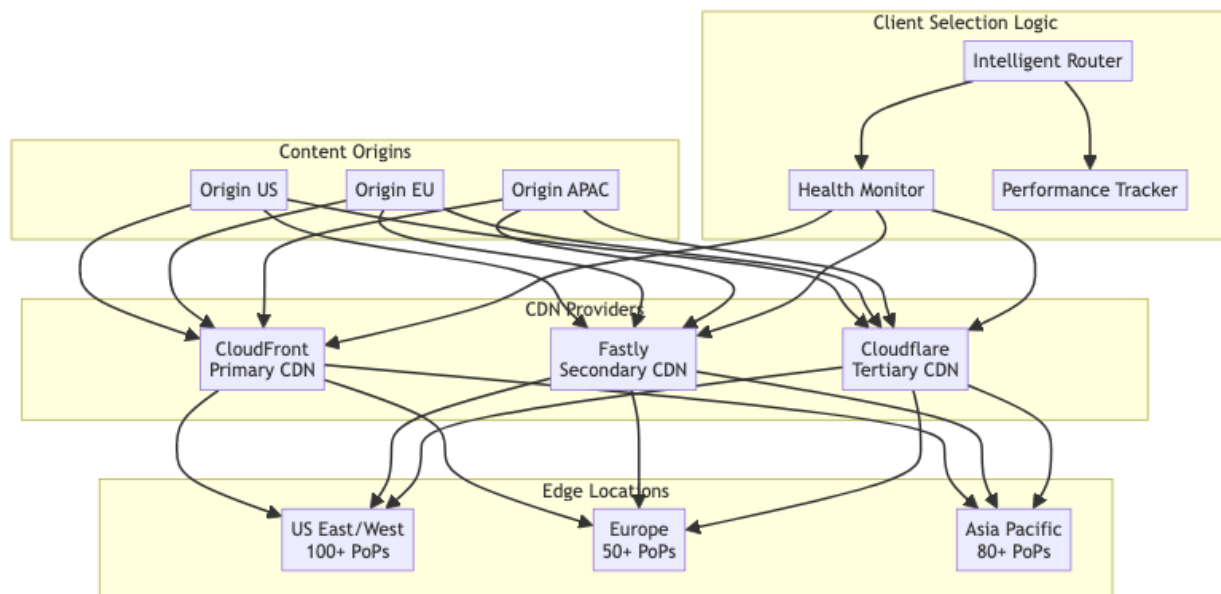 Client Selection Logic
Intelligent Router
Content Origins
Origin US
Origin EU
Origin APAC
Health Monitor
Performance Tracker
CDN Providers
CloudFront
Primary CDN
Fastly
Secondary CDN
Cloudflare
Tertiary CDN
Edge Locations
US East/West
100+ PoPs
Europe
50+ PoPs
Asia Pacific
80+ PoPs